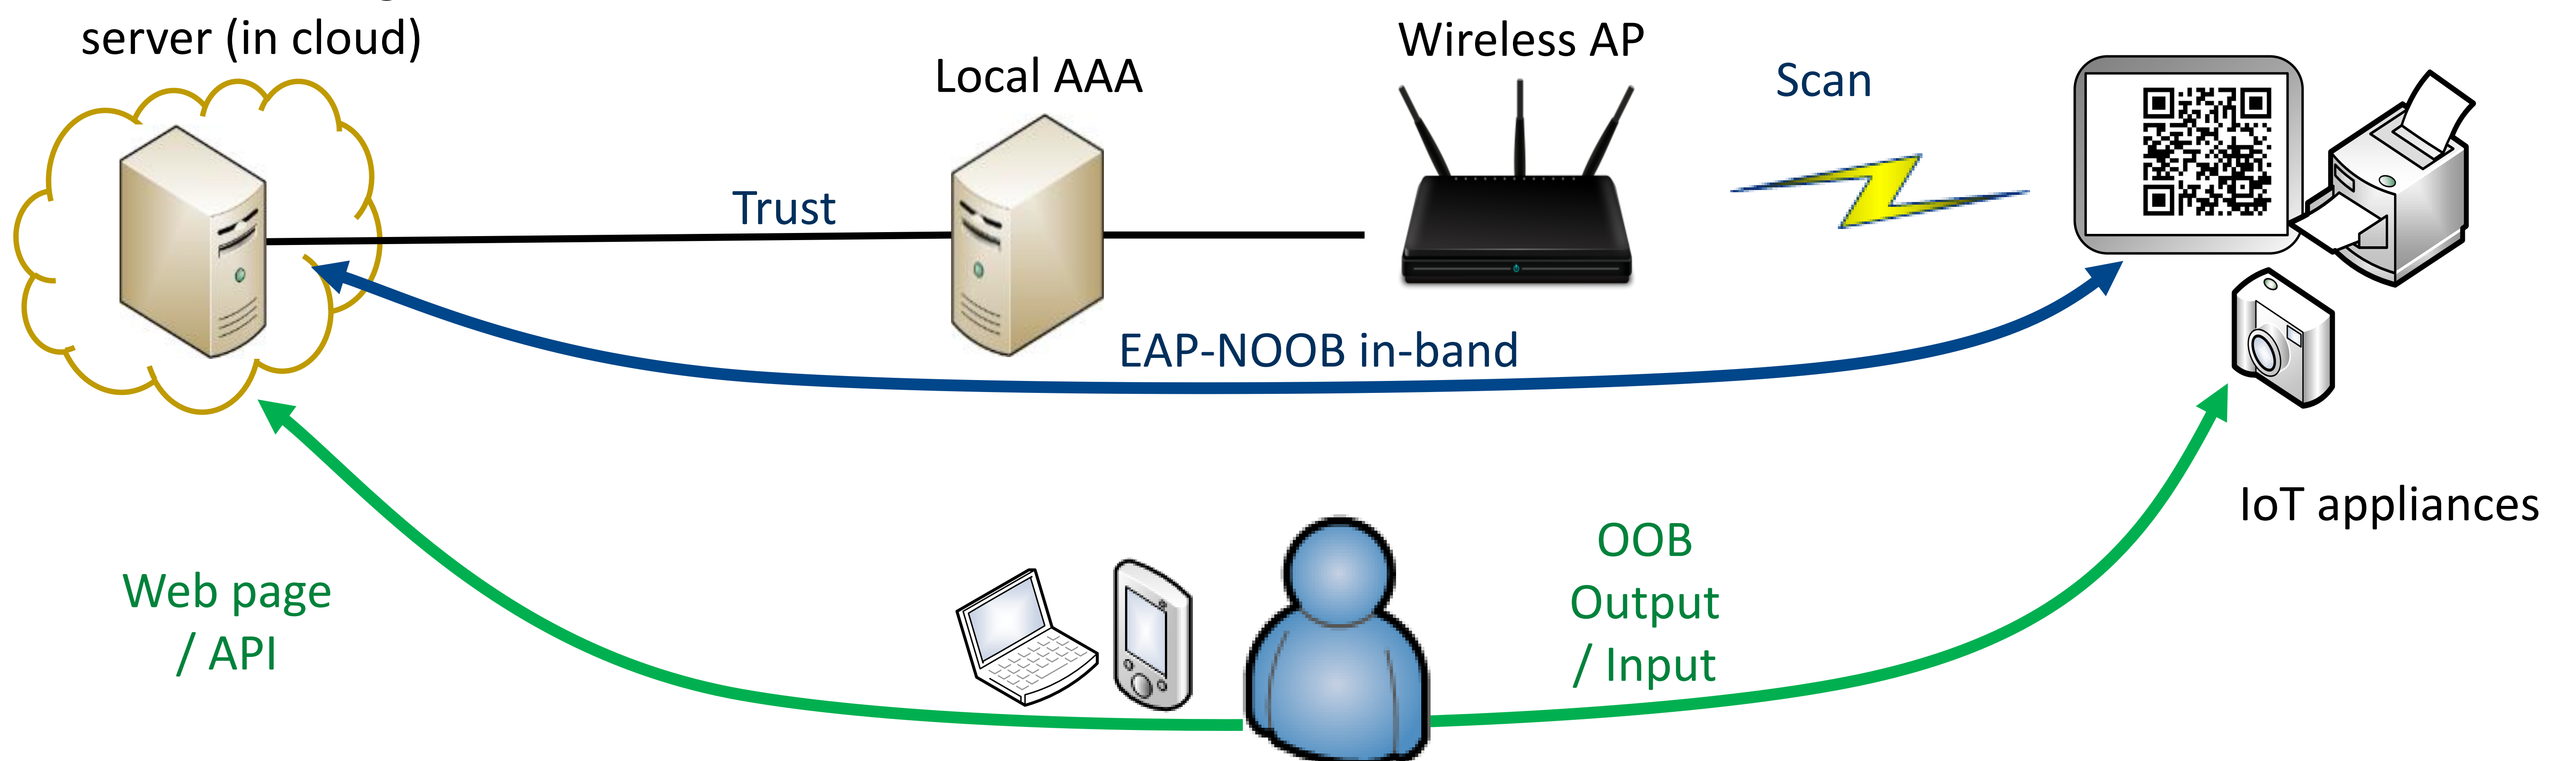 server (in cloud)
Local AAA
Wireless AP
Scan
Trust
EAP-NOOB in-band
IoT appliances
OOB
Output
/ Input
Web page
/ API